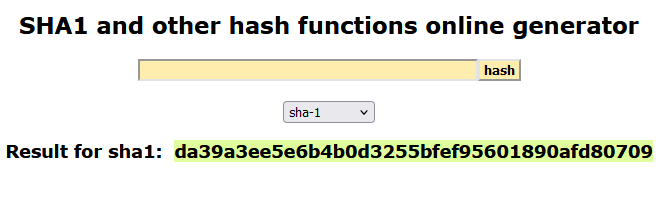 SHA1 and other hash functions online generator
hash
sha-1
Result for sha1: da39a3ee5e6b4b0d3255bfef95601890afd80709